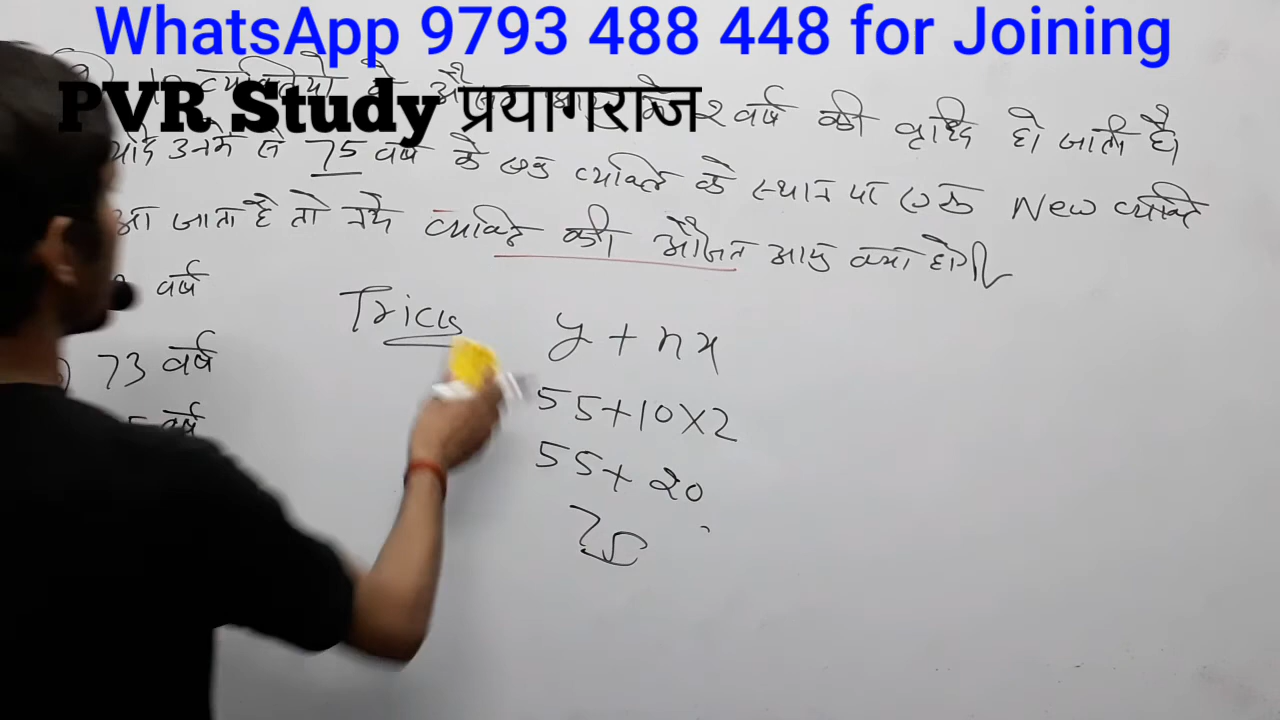 WhatsApp 9793 488 448 for Joining
PVR Study प्रयागराज
वर्ष की वृद्धि हो जाती है।
यदि उनमें से 75 वर्ष के एक व्यक्ति के स्थान पर एक New व्यक्ति
आ जाता है तो नये व्यक्ति की औसत आयु क्या होगी
वर्ष
73 वर्ष
वर्ष
Trick
y + nx
55+10×2
55+20
75